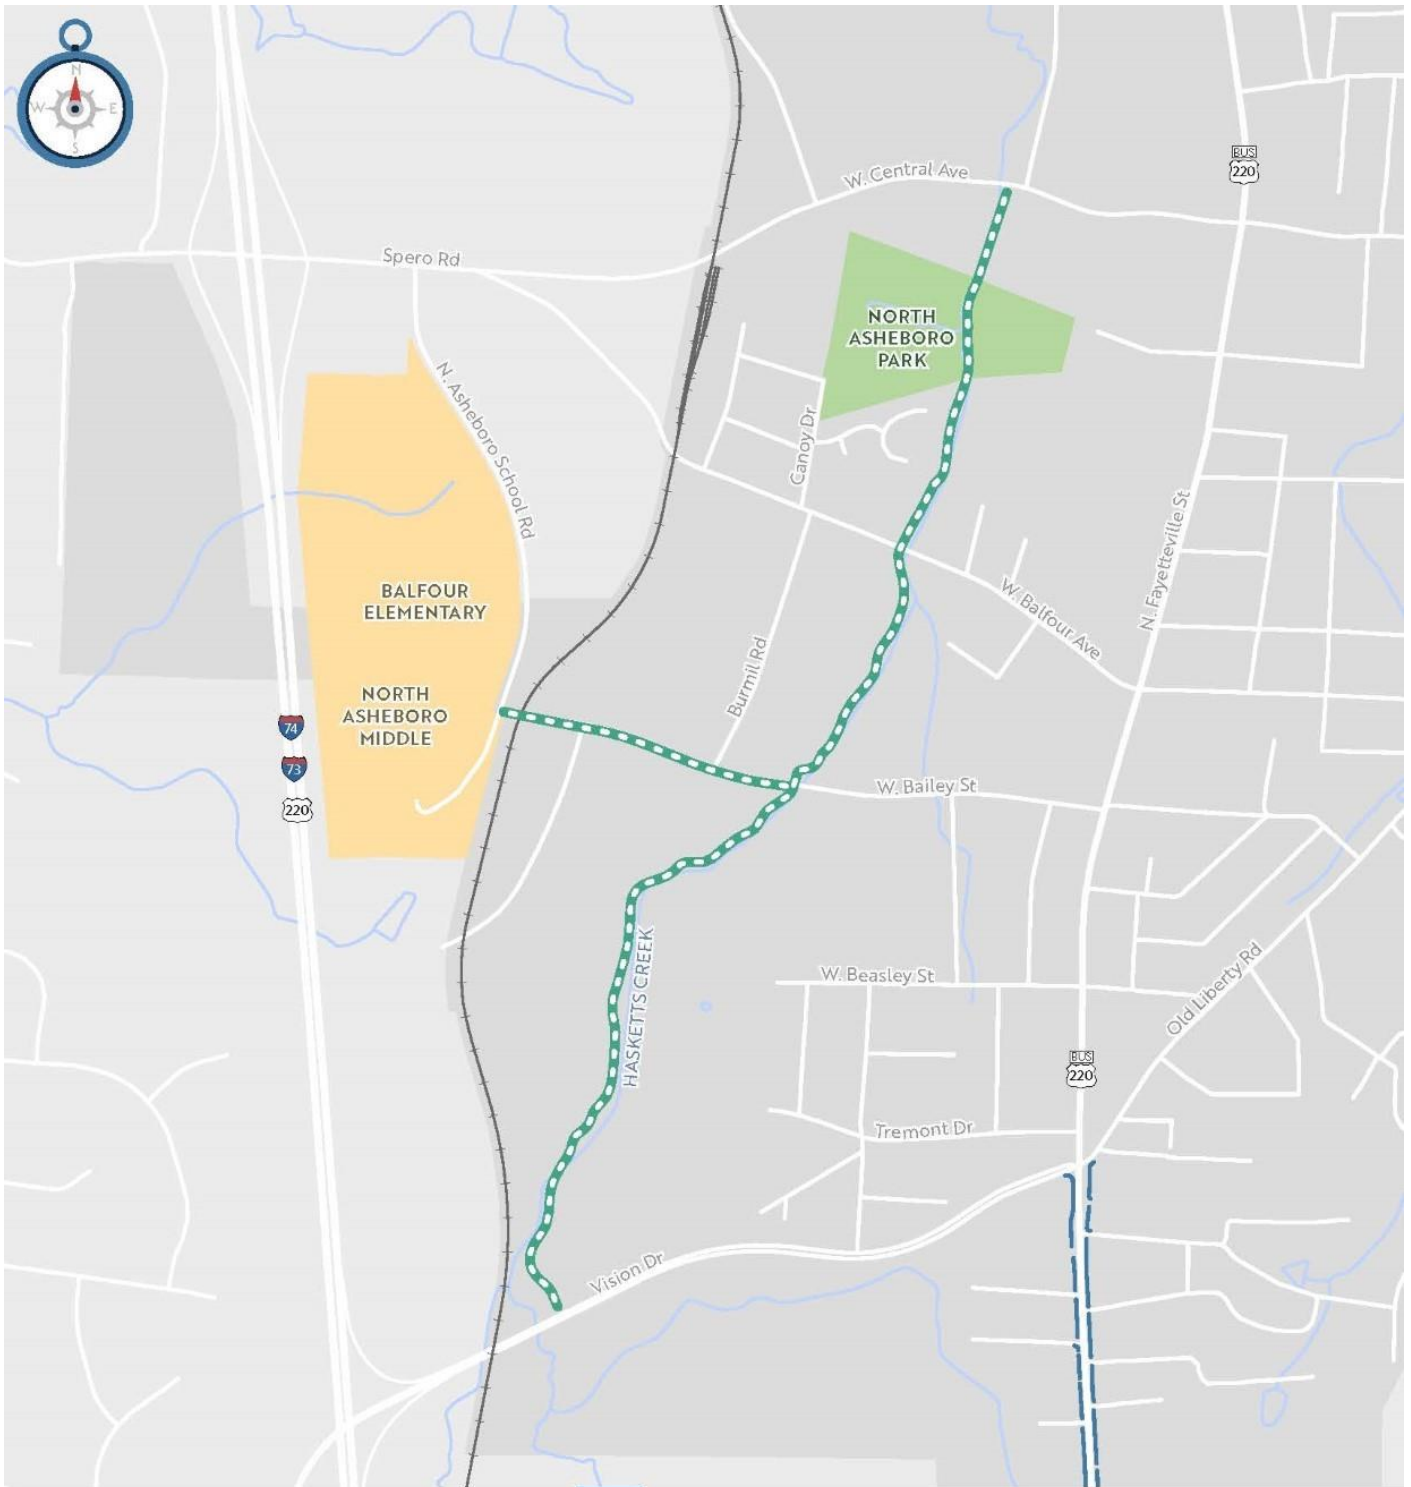 N
W
E
S
W. Central Ave
BUS
220
Spero Rd
NORTH
ASHEBORO
PARK
N. Asheboro School Rd
Canoy Dr
N. Fayetteville St
BALFOUR
ELEMENTARY
W. Balfour Ave
Burmil Rd
NORTH
ASHEBORO
MIDDLE
74
73
220
W. Bailey St
HASKETTS CREEK
W. Beasley St
Old Liberty Rd
BUS
220
Tremont Dr
Vision Dr